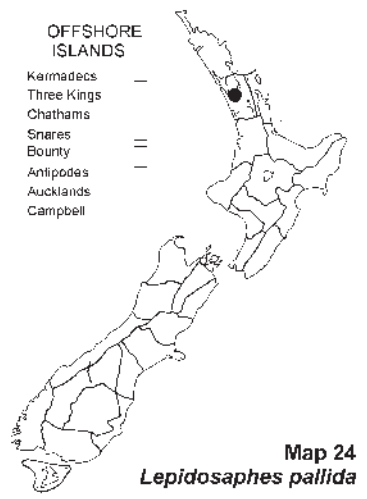 OFFSHORE
ISLANDS
Kermadecs
Three Kings
Chathams
Snares
Bounty
Antipodes
Aucklands
Campbell
Map 24
Lepidosaphes pallida